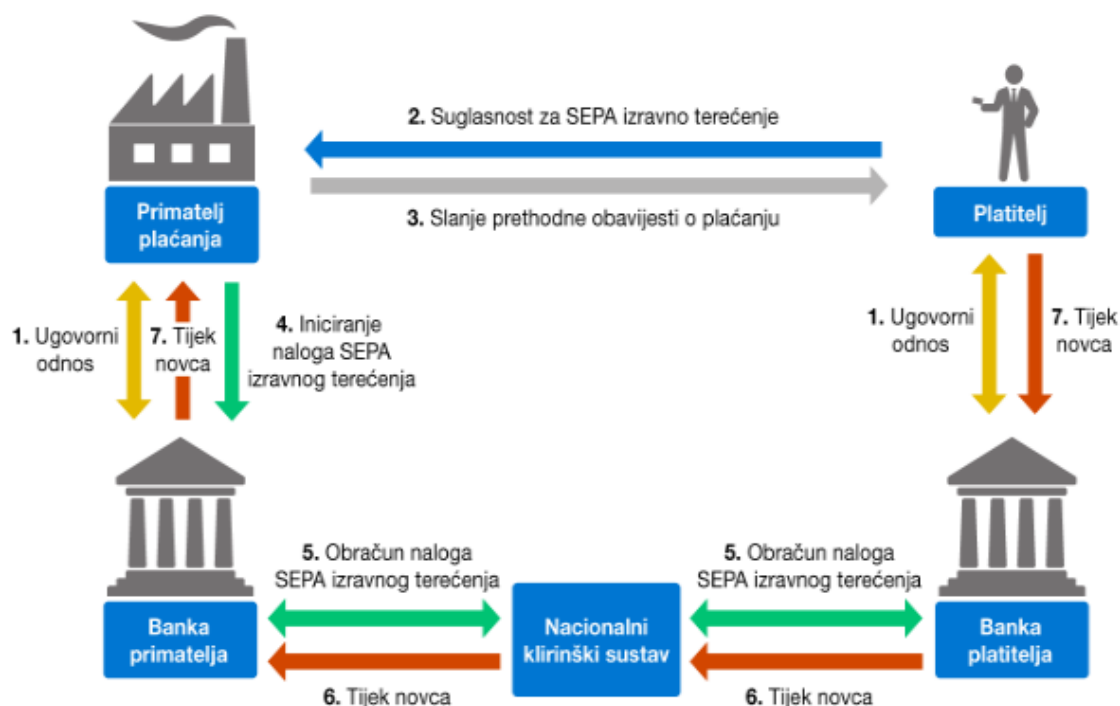 2. Suglasnost za SEPA izravno terećenje
3. Slanje prethodne obavijesti o plaćanju
Primatelj
plaćanja
Platitelj
1. Ugovorni
odnos
7. Tijek
novca
4. Iniciranje
naloga SEPA
izravnog terećenja
1. Ugovorni
odnos
7. Tijek
novca
5. Obračun naloga
SEPA izravnog terećenja
5. Obračun naloga
SEPA izravnog terećenja
Banka
primatelja
Nacionalni
klirinški sustav
Banka
platitelja
6. Tijek novca
6. Tijek novca